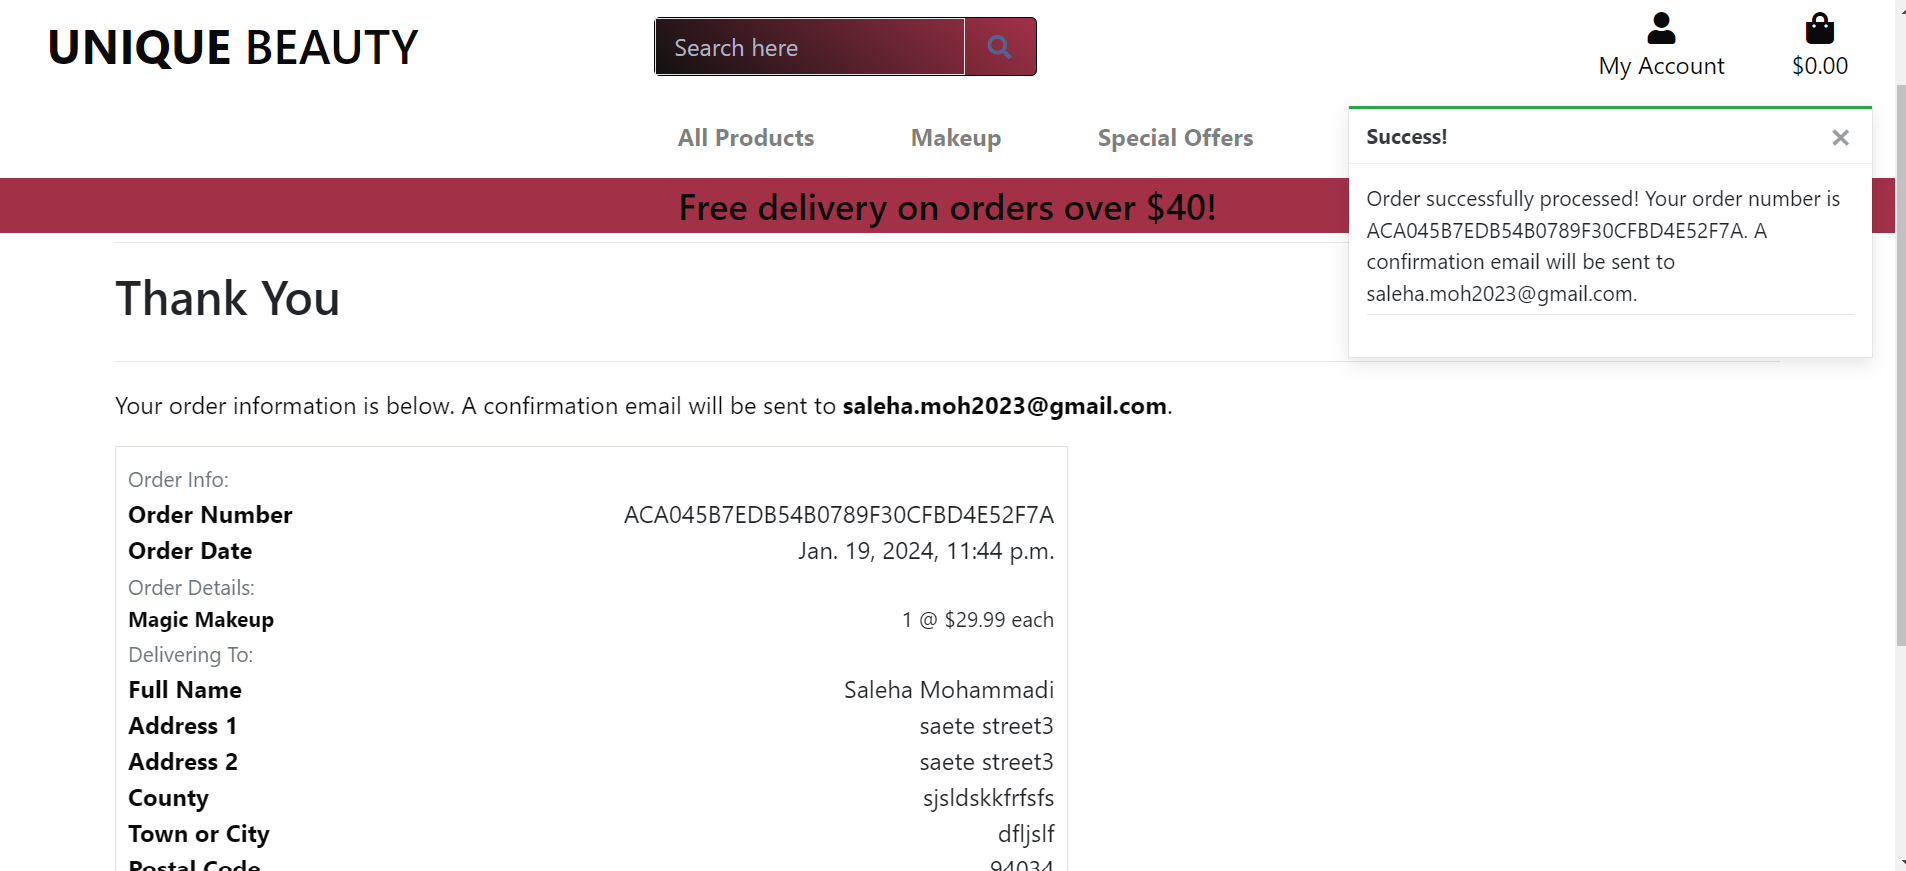 UNIQUE BEAUTY
Search here
My Account
$0.00
All Products
Makeup
Special Offers
Free delivery on orders over $40!
Success!
Order successfully processed! Your order number is
ACA045B7EDB54B0789F30CFBD4E52F7A. A
confirmation email will be sent to
saleha.moh2023@gmail.com.
Thank You
Your order information is below. A confirmation email will be sent to saleha.moh2023@gmail.com.
Order Info:
Order Number ACA045B7EDB54B0789F30CFBD4E52F7A
Order Date Jan. 19, 2024, 11:44 p.m.
Order Details:
Magic Makeup 1 @ $29.99 each
Delivering To:
Full Name Saleha Mohammadi
Address 1 saete street3
Address 2 saete street3
County sjsldskkfrfsfs
Town or City dfljslf
Postal Code 94034